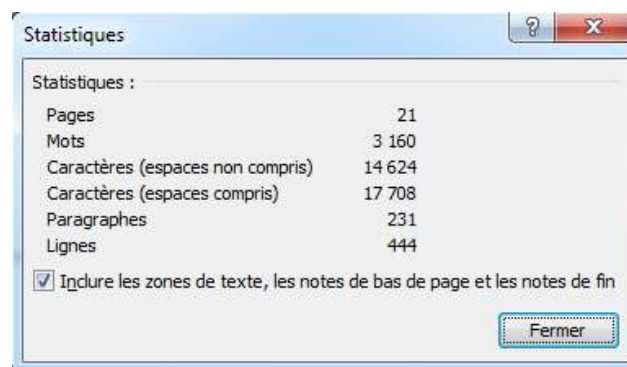 Statistiques
Statistiques :
Pages 21
Mots 3 160
Caractères (espaces non compris) 14 624
Caractères (espaces compris) 17 708
Paragraphes 231
Lignes 444
Inclure les zones de texte, les notes de bas de page et les notes de fin
Fermer